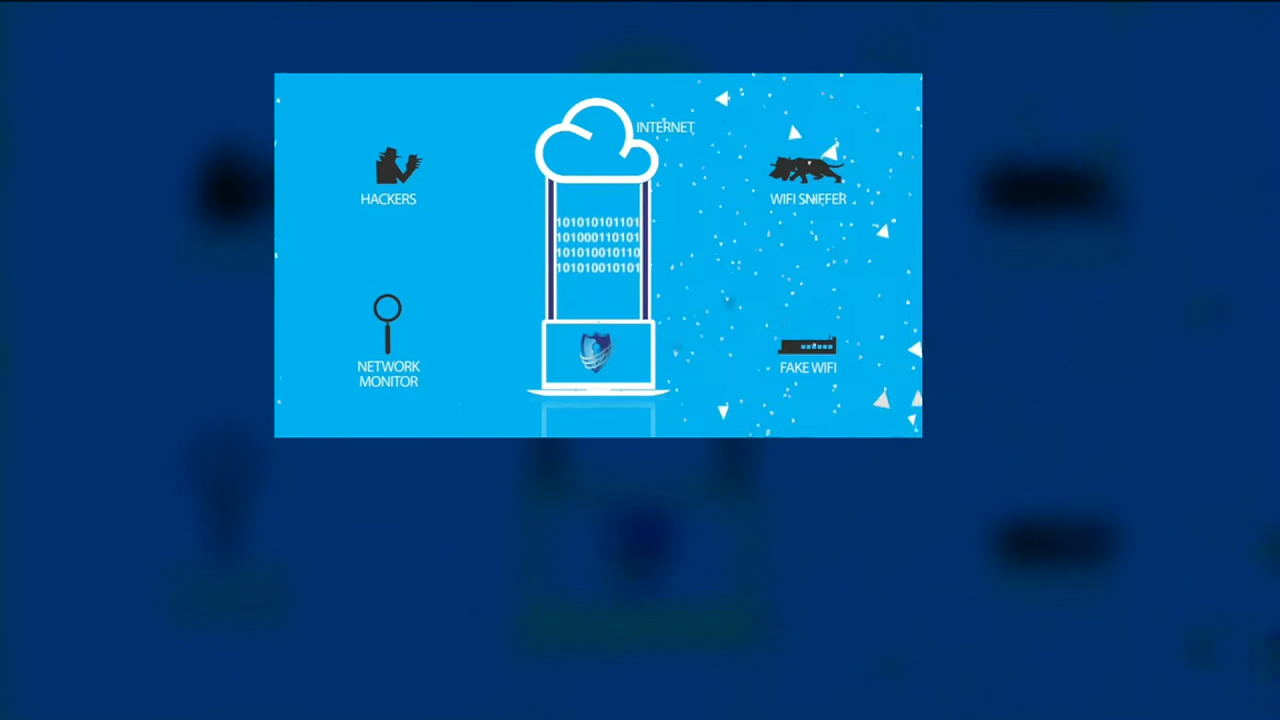 INTERNET
HACKERS
WIFI SNIFFER
101010101101
101000110101
101010010110
101010010101
NETWORK
MONITOR
FAKE WIFI